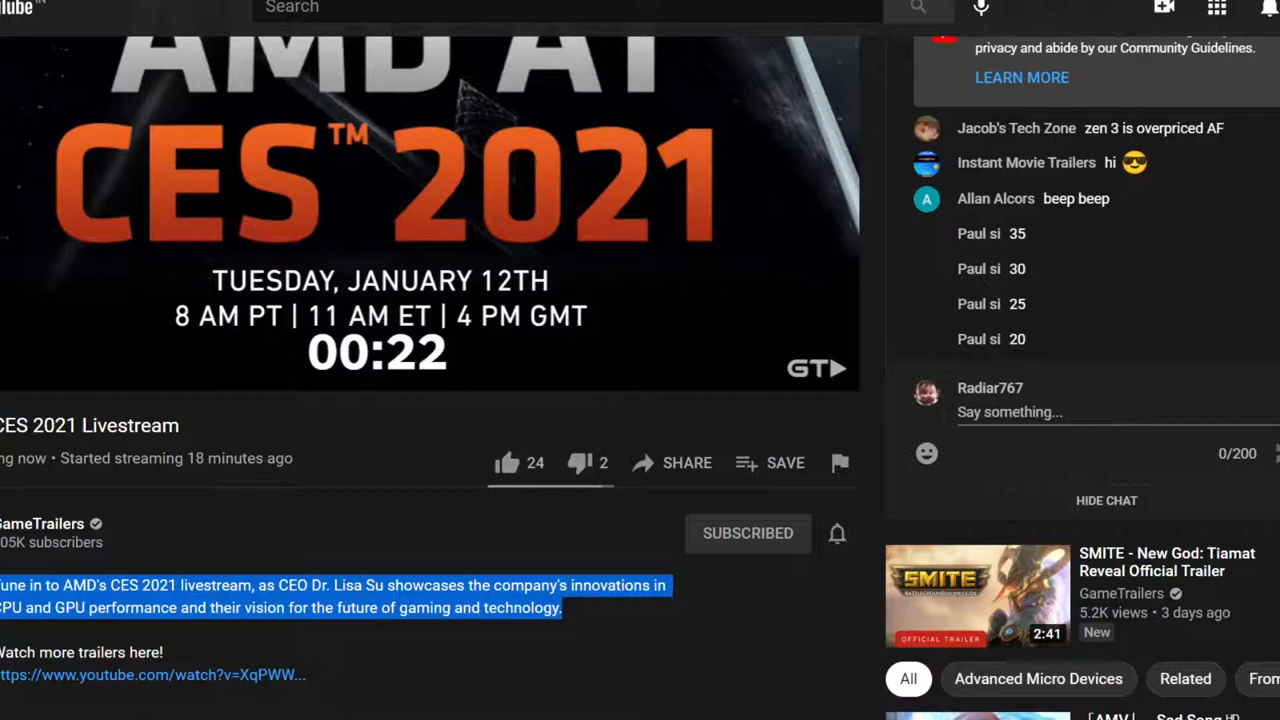 ube
Search
privacy and abide by our Community Guidelines.
LEARN MORE
AMD AT
CES™ 2021
TUESDAY, JANUARY 12TH
8 AM PT | 11 AM ET | 4 PM GMT
00:22
GT
Jacob's Tech Zone zen 3 is overpriced AF
Instant Movie Trailers hi 😎
A Allan Alcors beep beep
Paul si 35
Paul si 30
Paul si 25
Paul si 20
Radiar767
Say something...
0/200
HIDE CHAT
CES 2021 Livestream
ng now • Started streaming 18 minutes ago
24 2 SHARE SAVE
GameTrailers
05K subscribers
SUBSCRIBED
Tune in to AMD's CES 2021 livestream, as CEO Dr. Lisa Su showcases the company's innovations in
CPU and GPU performance and their vision for the future of gaming and technology.
Watch more trailers here!
https://www.youtube.com/watch?v=XqPWW...
SMITE
OFFICIAL TRAILER
2:41
SMITE - New God: Tiamat
Reveal Official Trailer
GameTrailers
5.2K views • 3 days ago
New
All Advanced Micro Devices Related From
「AMV」 Sad Song HD